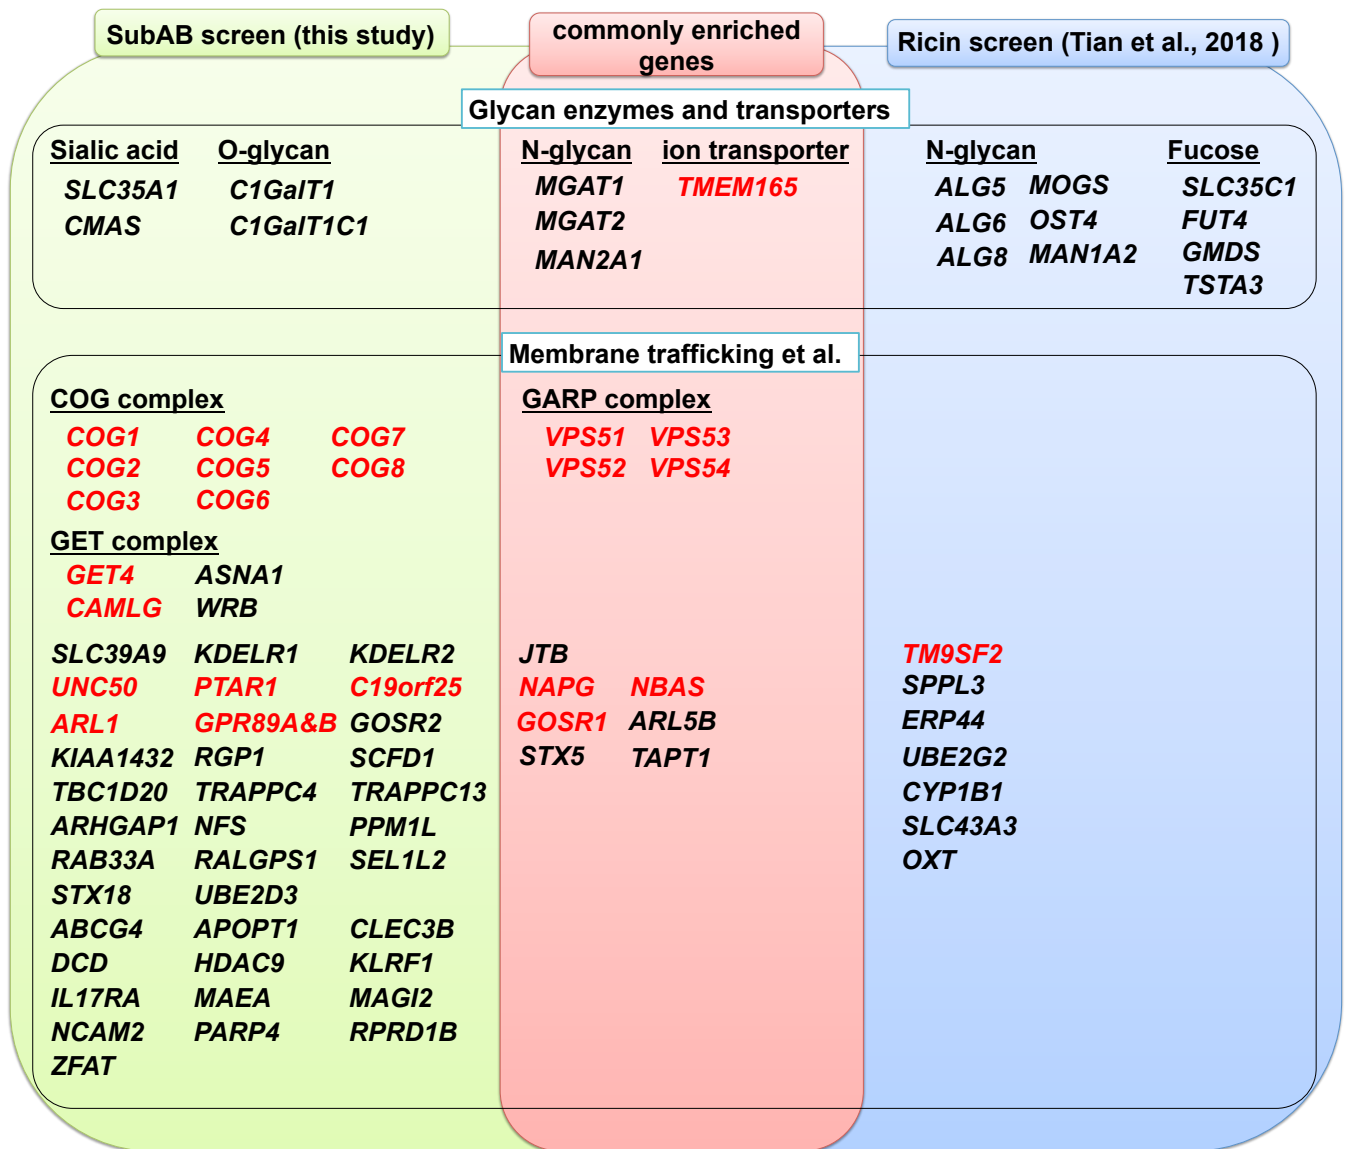 SubAB screen (this study)
commonly enriched
genes
Ricin screen (Tian et al., 2018 )
Glycan enzymes and transporters
Sialic acid O-glycan
SLC35A1 C1GalT1
CMAS C1GalT1C1
N-glycan ion transporter
MGAT1 TMEM165
MGAT2
MAN2A1
N-glycan Fucose
ALG5 MOGS SLC35C1
ALG6 OST4 FUT4
ALG8 MAN1A2 GMDS
TSTA3
Membrane trafficking et al.
COG complex
COG1 COG4 COG7
COG2 COG5 COG8
COG3 COG6
GET complex
GET4 ASNA1
CAMLG WRB
SLC39A9 KDELR1 KDELR2
UNC50 PTAR1 C19orf25
ARL1 GPR89A&B GOSR2
KIAA1432 RGP1 SCFD1
TBC1D20 TRAPPC4 TRAPPC13
ARHGAP1 NFS PPM1L
RAB33A RALGPS1 SEL1L2
STX18 UBE2D3
ABCG4 APOPT1 CLEC3B
DCD HDAC9 KLRF1
IL17RA MAEA MAGI2
NCAM2 PARP4 RPRD1B
ZFAT
GARP complex
VPS51 VPS53
VPS52 VPS54
JTB
NAPG NBAS
GOSR1 ARL5B
STX5 TAPT1
TM9SF2
SPPL3
ERP44
UBE2G2
CYP1B1
SLC43A3
OXT